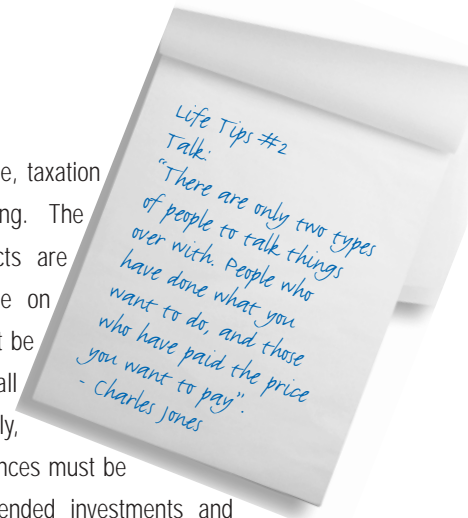 Life Tips #2
Talk:
"There are only two types
of people to talk things
over with. People who
have done what you
want to do, and those
who have paid the price
you want to pay".
- Charles Jones
e, taxation
ng. The
cts are
e on
t be
all
ly,
nces must be
ended investments and